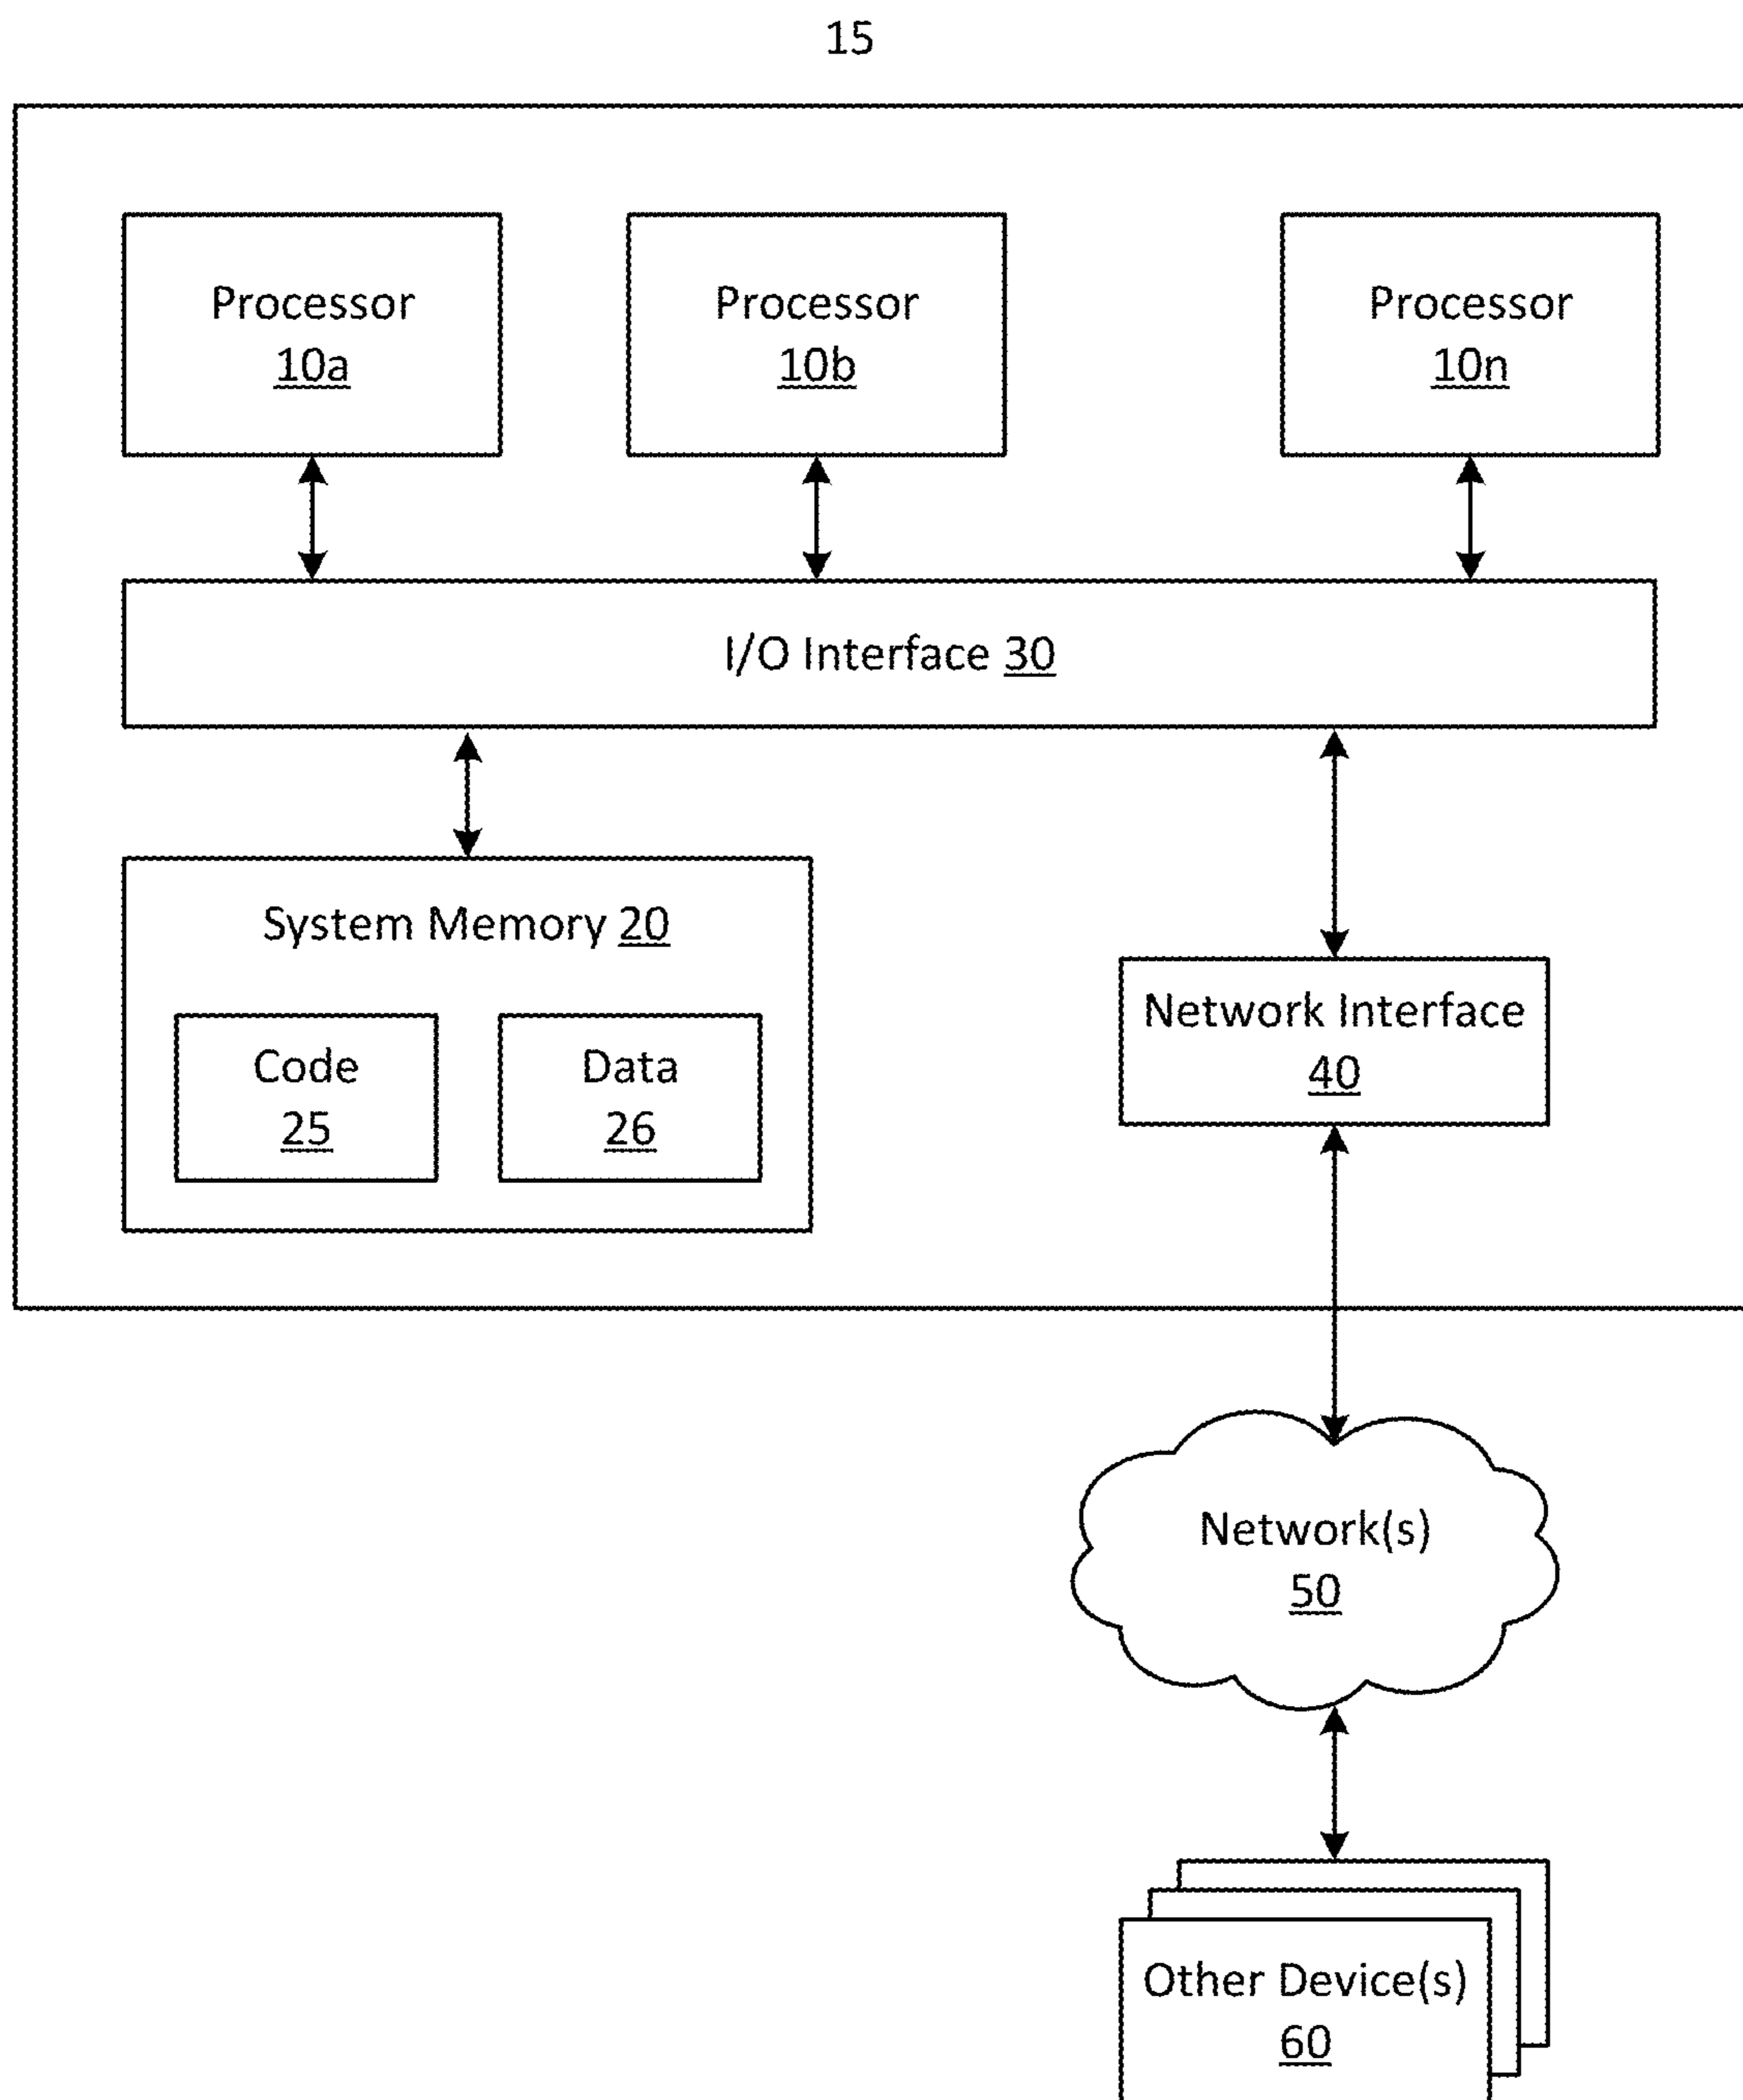 15
Processor
10a
Processor
10b
Processor
10n
I/O Interface 30
System Memory 20
Code
25
Data
26
Network Interface
40
Network(s)
50
Other Device(s)
60